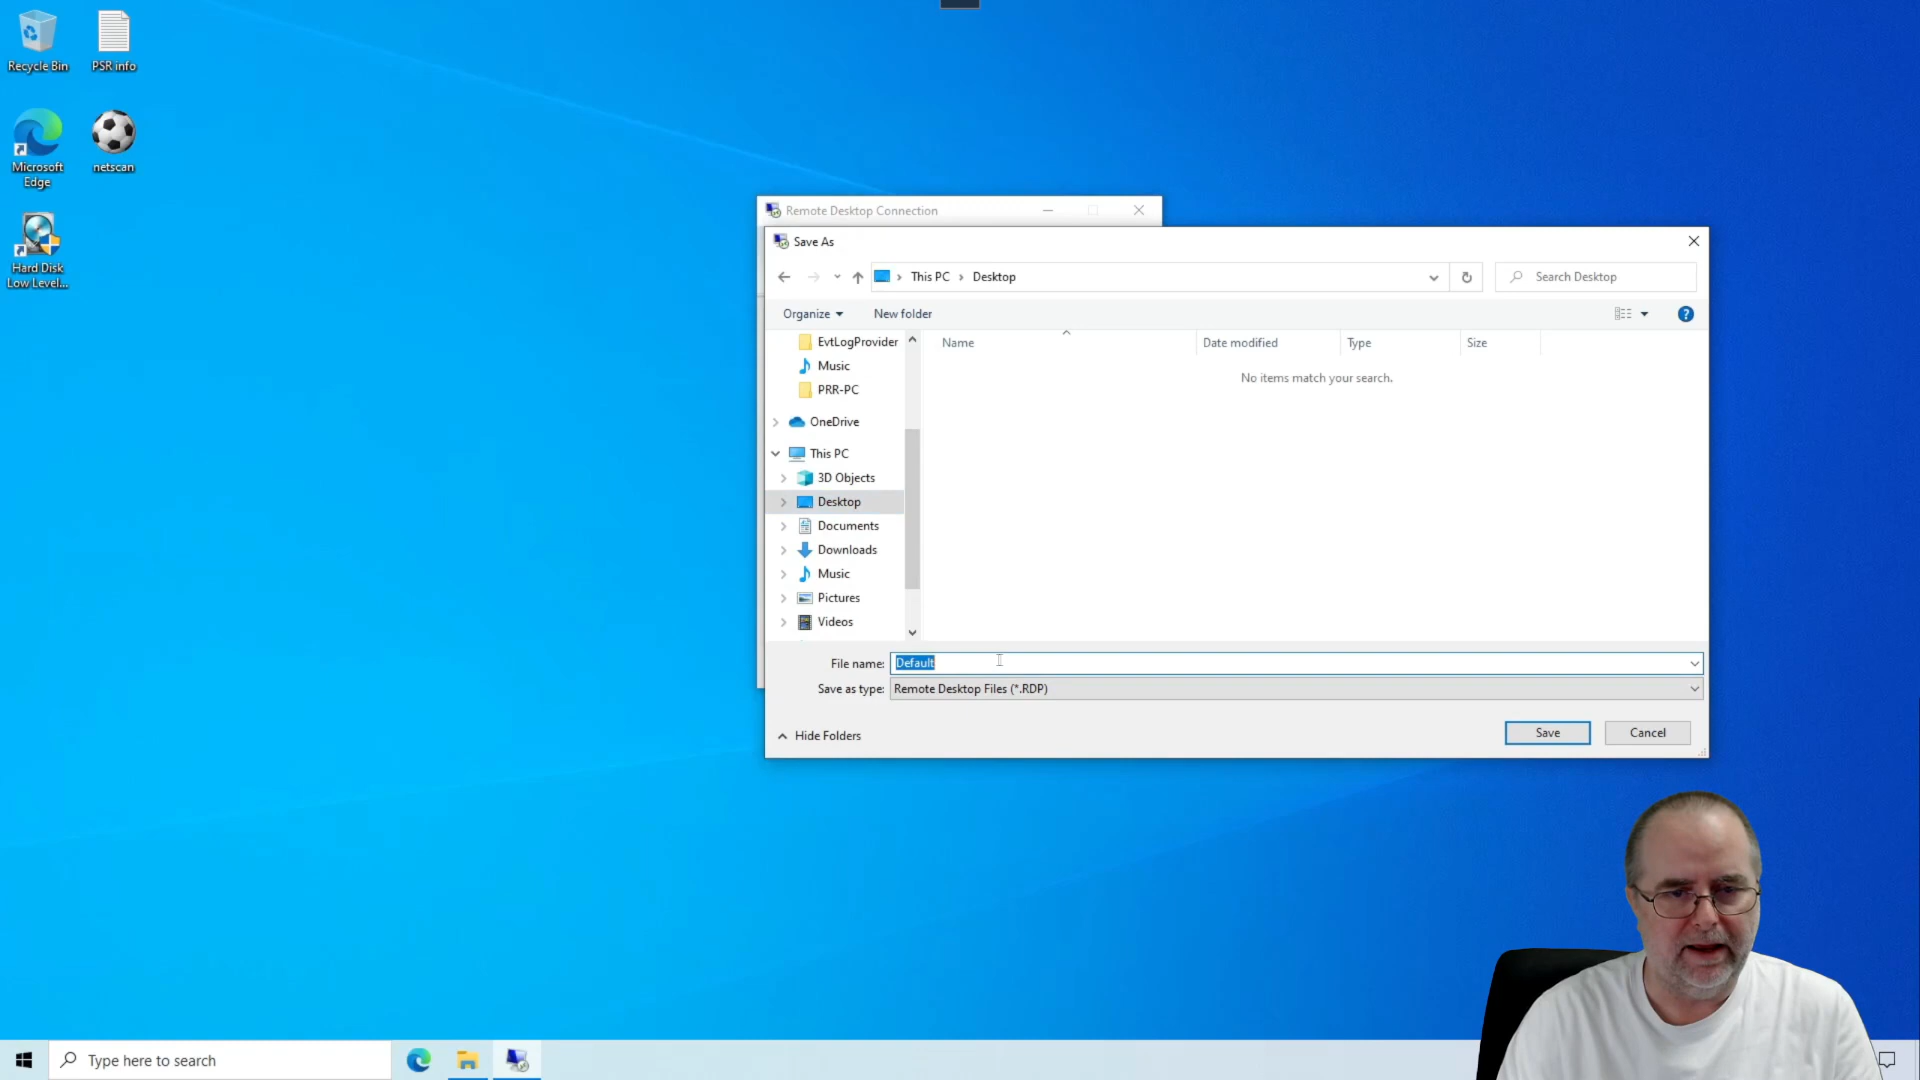 Recycle Bin
PSR info
Microsoft
Edge
netscan
Hard Disk
Low Level...
Remote Desktop Connection
Save As
This PC
Desktop
Search Desktop
Organize
New folder
EvtLogProvider
Music
PRR-PC
OneDrive
This PC
3D Objects
Desktop
Documents
Downloads
Music
Pictures
Videos
Name
Date modified
Type
Size
No items match your search.
File name: Default
Save as type: Remote Desktop Files (*.RDP)
Hide Folders
Save
Cancel
Type here to search